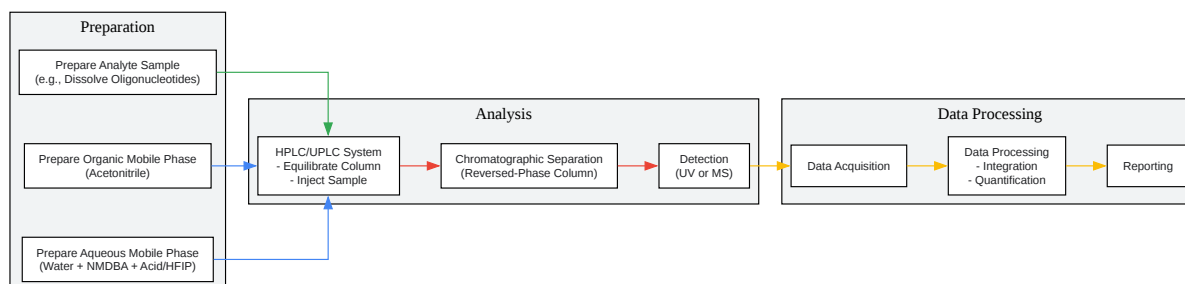 Preparation
Prepare Analyte Sample
(e.g., Dissolve Oligonucleotides)
Prepare Organic Mobile Phase
(Acetonitrile)
Prepare Aqueous Mobile Phase
(Water + NMDBA + Acid/HFIP)
Analysis
HPLC/UPLC System
- Equilibrate Column
- Inject Sample
Chromatographic Separation
(Reversed-Phase Column)
Detection
(UV or MS)
Data Processing
Data Acquisition
Data Processing
- Integration
- Quantification
Reporting